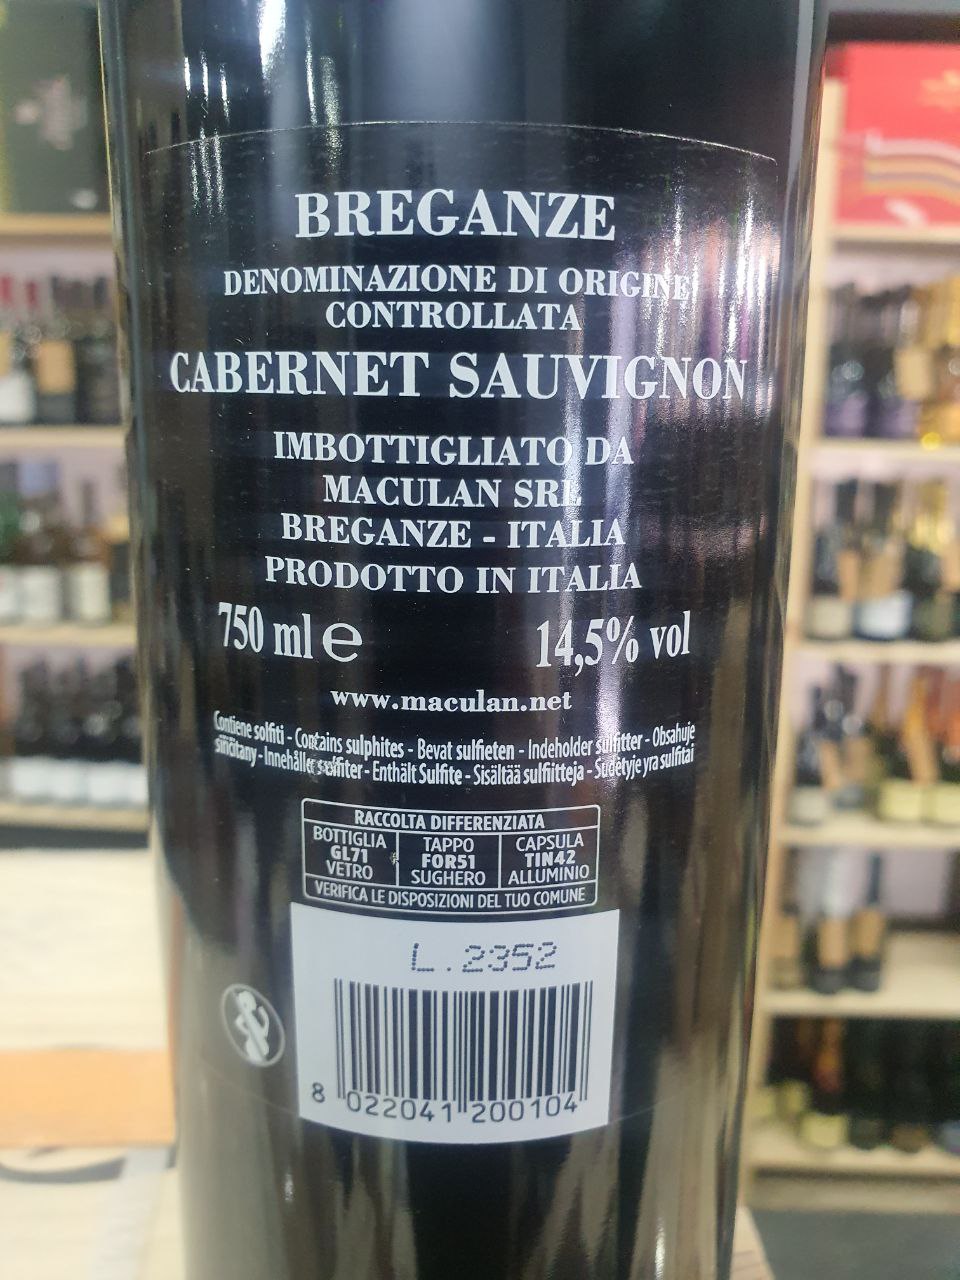 BREGANZE
DENOMINAZIONE DI ORIGINE
CONTROLLATA
CABERNET SAUVIGNON
IMBOTTIGLIATO DA
MACULAN SRL
BREGANZE - ITALIA
PRODOTTO IN ITALIA
750 ml e 14,5% vol
www.maculan.net
Contiene solfiti - Contains sulphites - Bevat sulfieten - Indeholder sulfitter - Obsahuje
siričitany - Innehåller sulfiter - Enthält Sulfite - Sisältää sulfiitteja - Sudėtyje yra sulfitai
RACCOLTA DIFFERENZIATA
BOTTIGLIA TAPPO CAPSULA
GL71 FOR51 TIN42
VETRO SUGHERO ALLUMINIO
VERIFICA LE DISPOSIZIONI DEL TUO COMUNE
L.2352
8 022041 200104